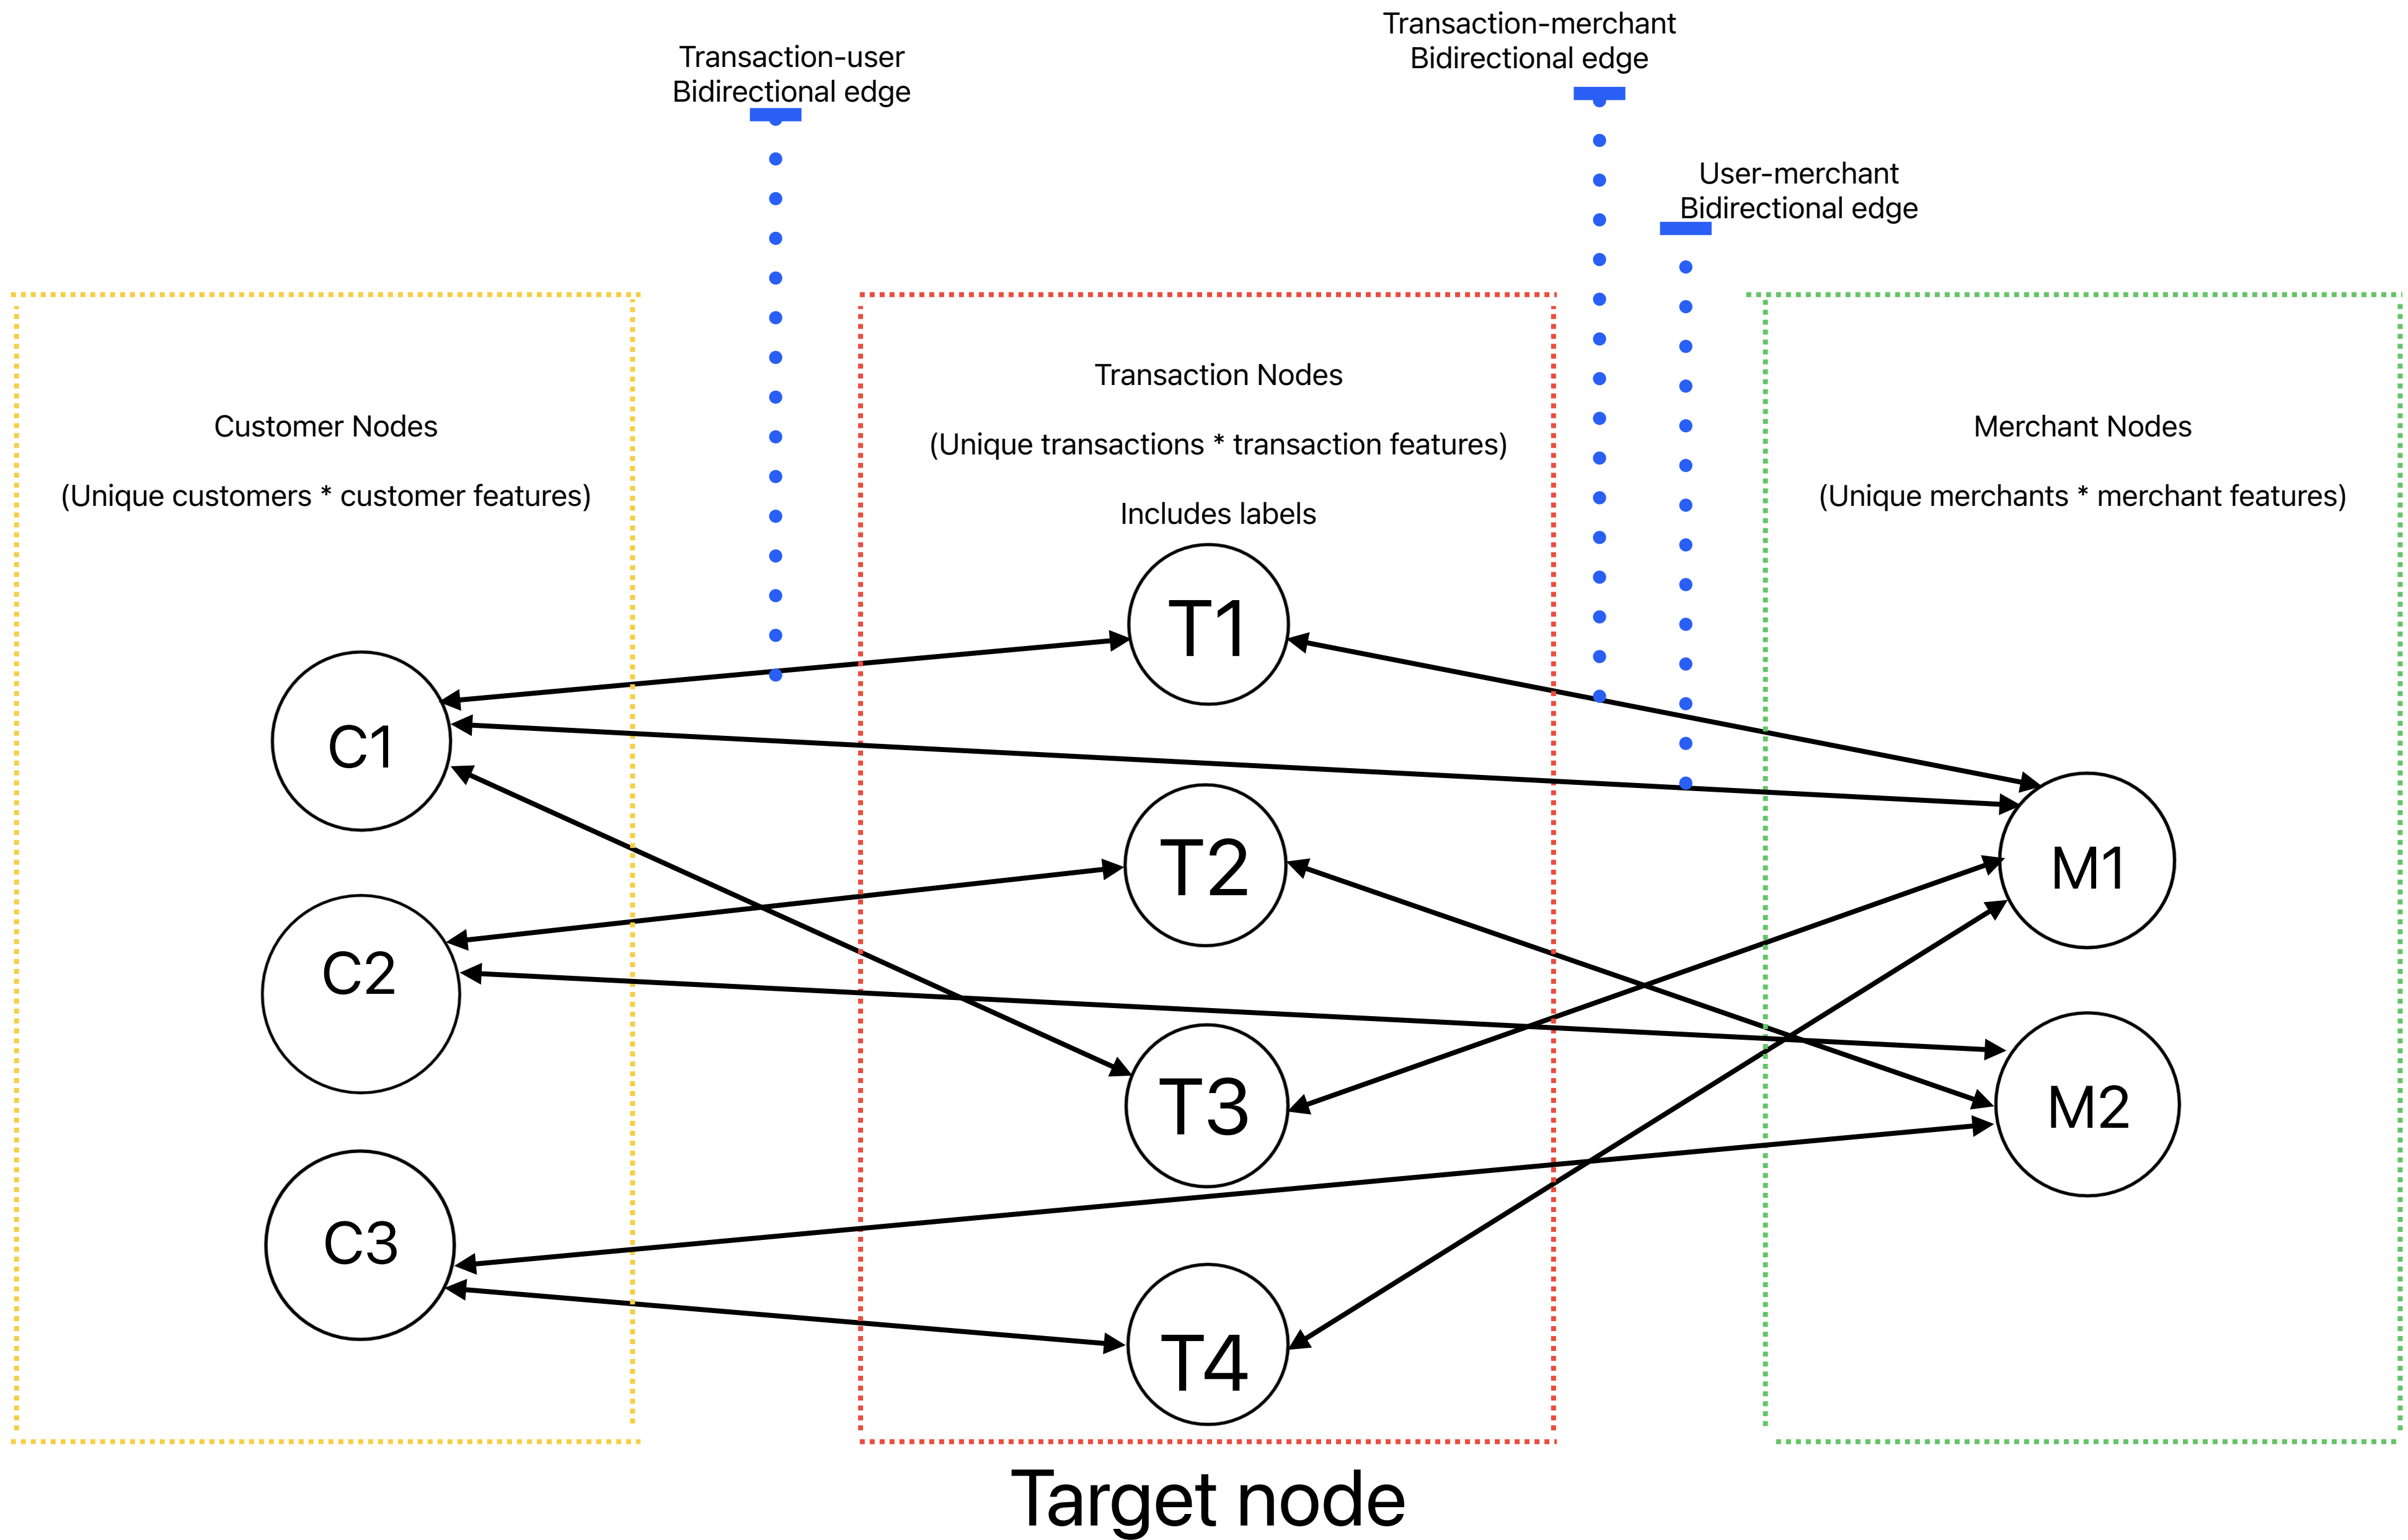 Transaction-user
Bidirectional edge
Transaction-merchant
Bidirectional edge
User-merchant
Bidirectional edge
Customer Nodes
(Unique customers * customer features)
Transaction Nodes
(Unique transactions * transaction features)
Includes labels
Merchant Nodes
(Unique merchants * merchant features)
T1
C1
T2
M1
C2
T3
M2
C3
T4
Target node